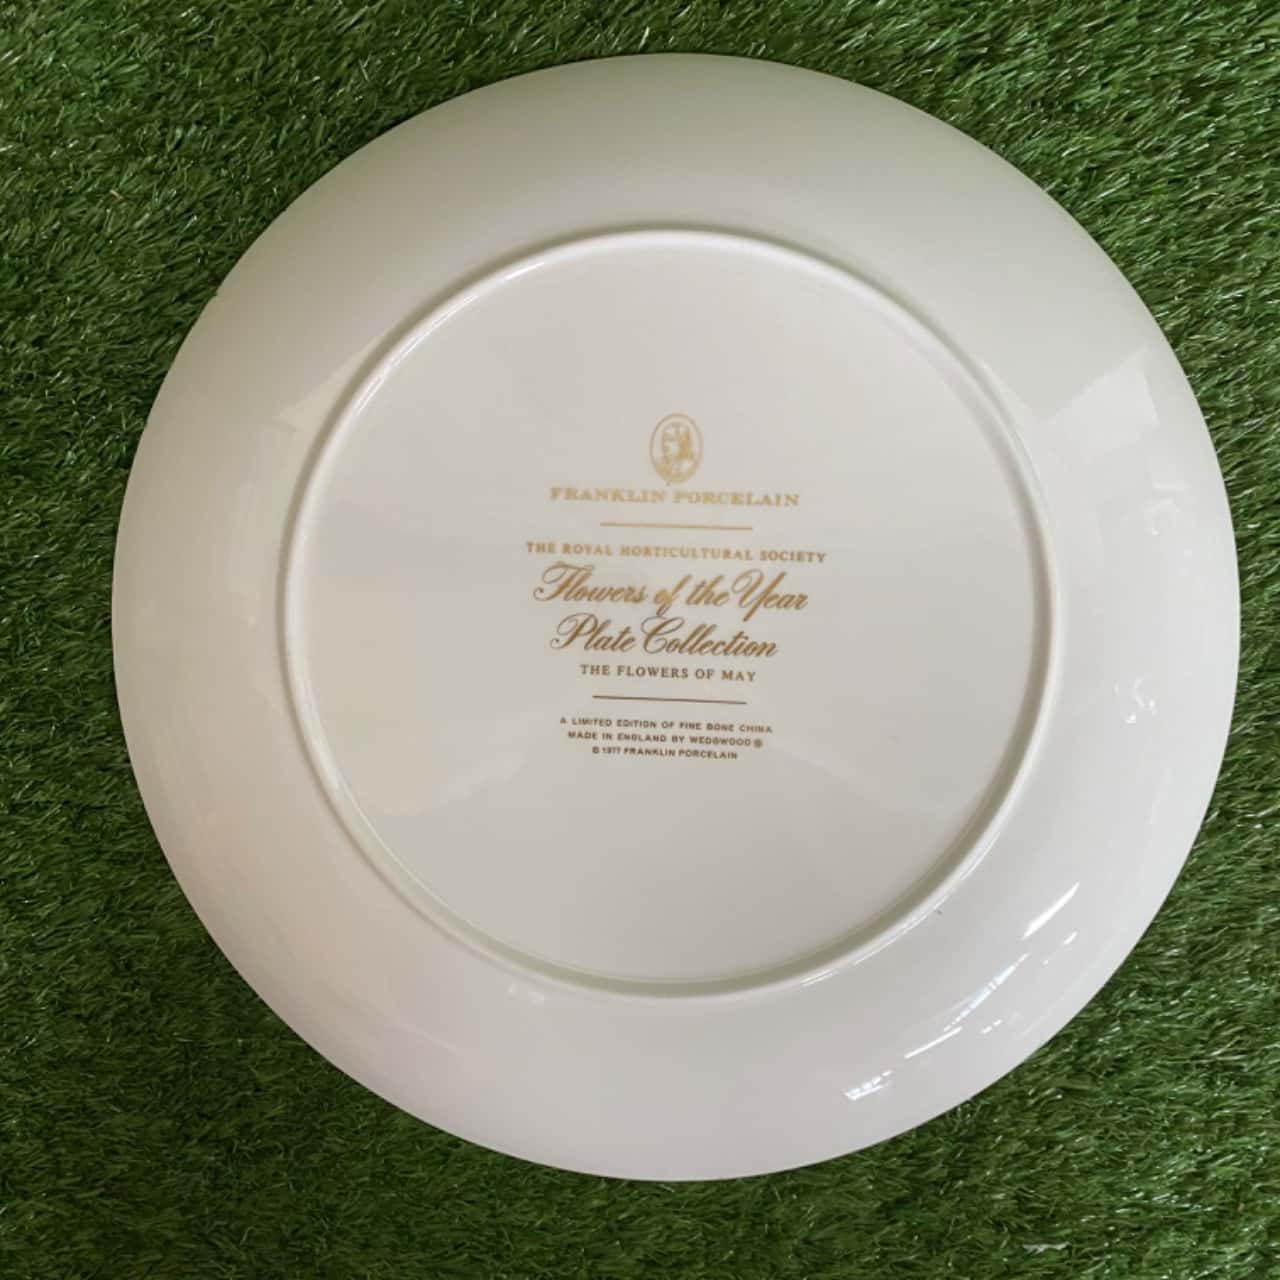 FRANKLIN PORCELAIN
THE ROYAL HORTICULTURAL SOCIETY
Flowers of the Year
Plate Collection
THE FLOWERS OF MAY
A LIMITED EDITION OF FINE BONE CHINA
MADE IN ENGLAND BY WEDGWOOD ®
© 1977 FRANKLIN PORCELAIN